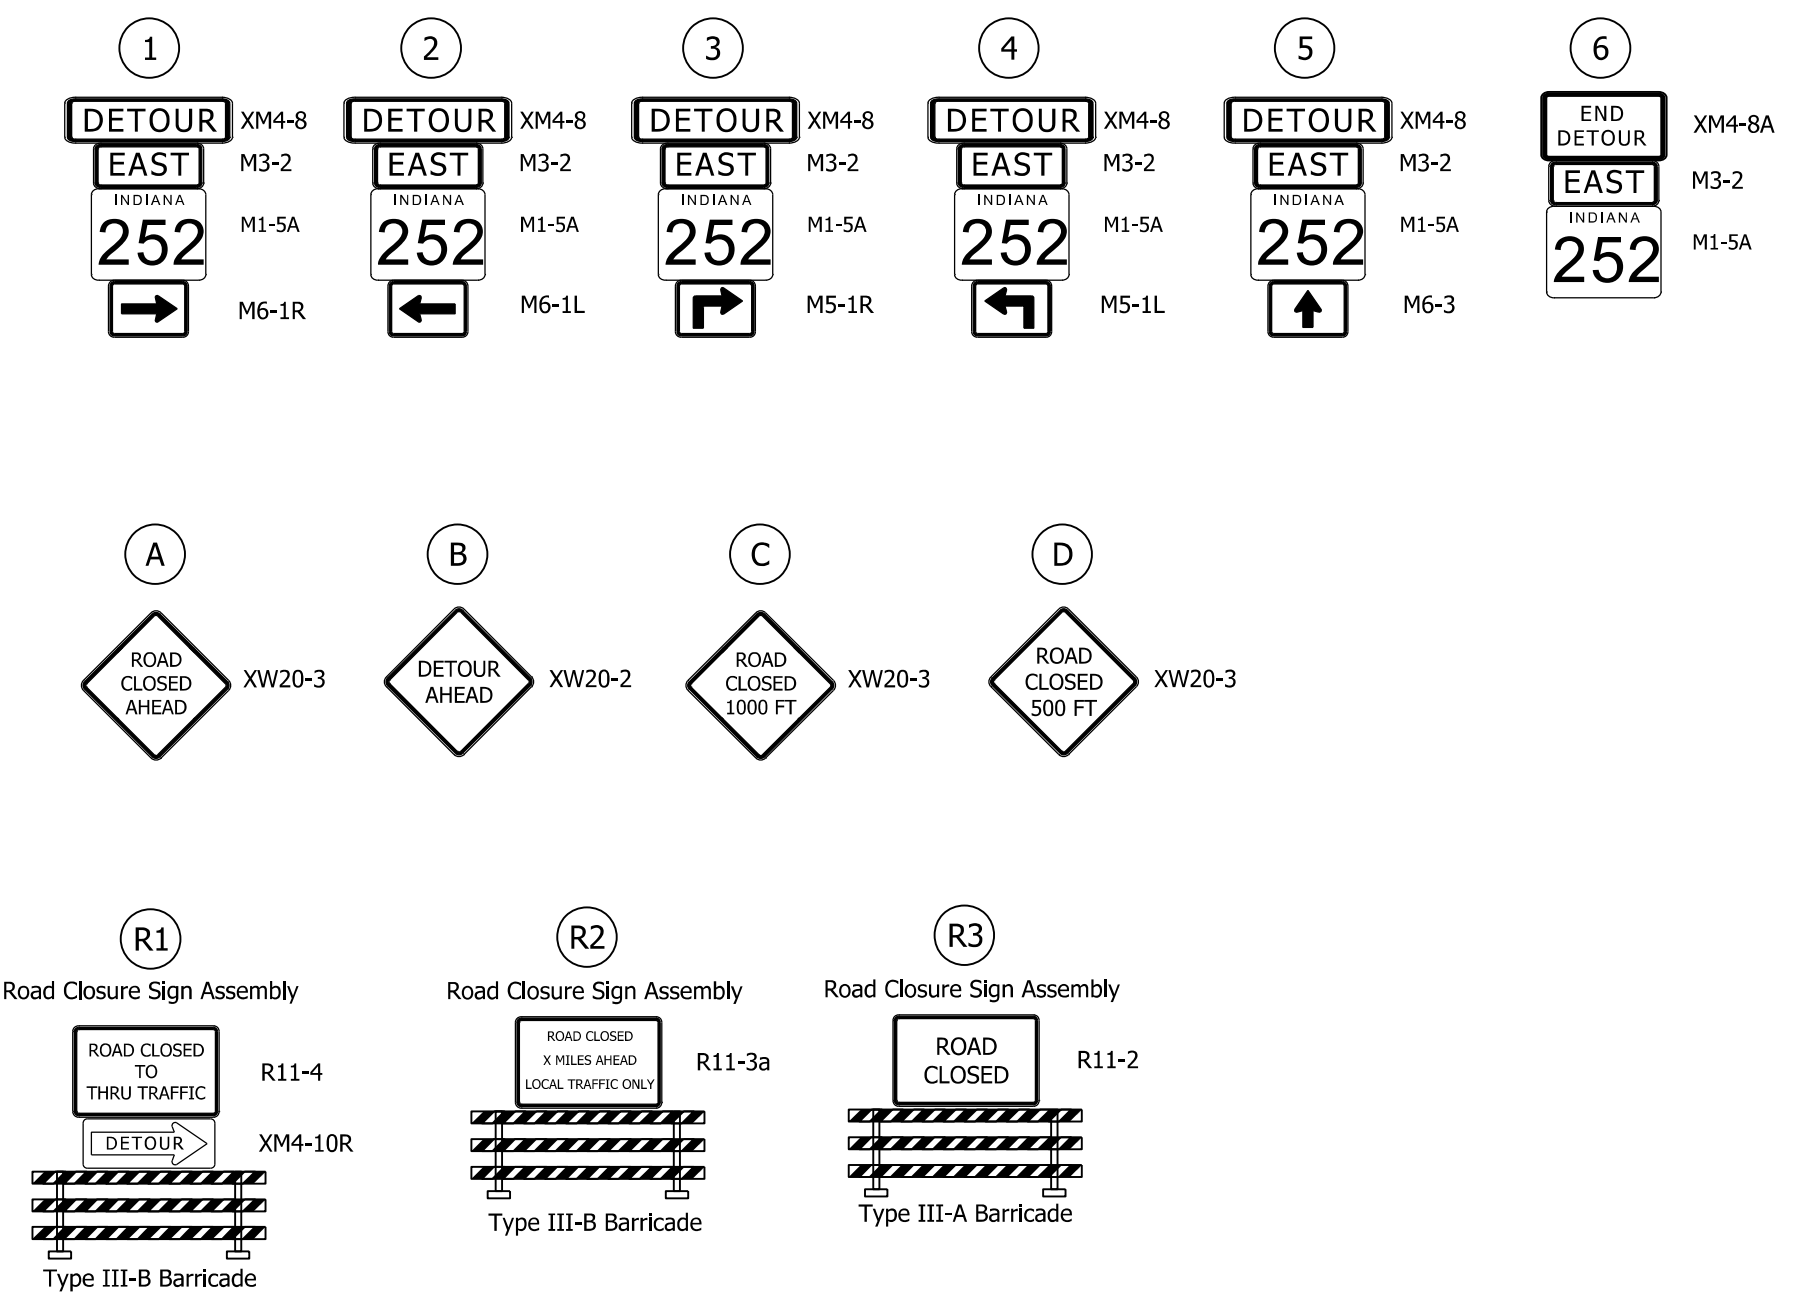 1
DETOUR XM4-8
EAST M3-2
INDIANA
252 M1-5A
M6-1R
2
DETOUR XM4-8
EAST M3-2
INDIANA
252 M1-5A
M6-1L
3
DETOUR XM4-8
EAST M3-2
INDIANA
252 M1-5A
M5-1R
4
DETOUR XM4-8
EAST M3-2
INDIANA
252 M1-5A
M5-1L
5
DETOUR XM4-8
EAST M3-2
INDIANA
252 M1-5A
M6-3
6
END
DETOUR XM4-8A
EAST M3-2
INDIANA
252 M1-5A
A
ROAD
CLOSED XW20-3
AHEAD
B
DETOUR
AHEAD XW20-2
C
ROAD
CLOSED XW20-3
1000 FT
D
ROAD
CLOSED XW20-3
500 FT
R1
Road Closure Sign Assembly
ROAD CLOSED
TO R11-4
THRU TRAFFIC
DETOUR XM4-10R
Type III-B Barricade
R2
Road Closure Sign Assembly
ROAD CLOSED
X MILES AHEAD R11-3a
LOCAL TRAFFIC ONLY
Type III-B Barricade
R3
Road Closure Sign Assembly
ROAD
CLOSED R11-2
Type III-A Barricade